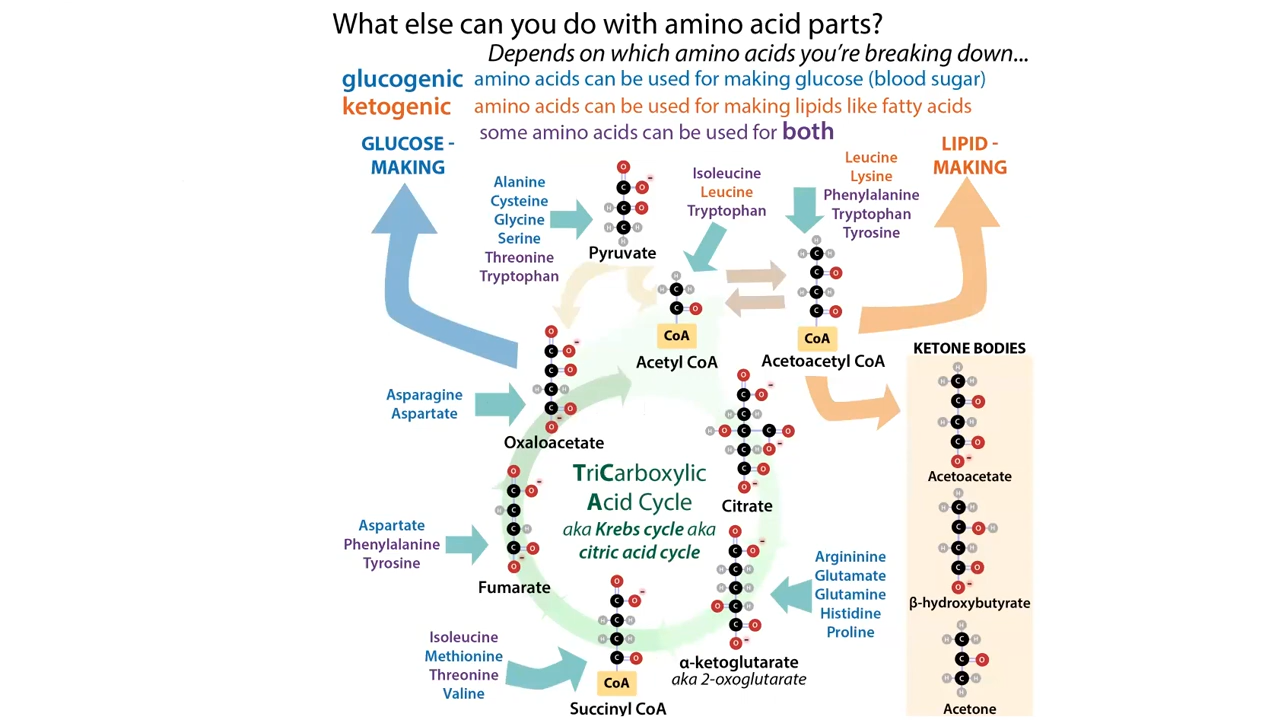 What else can you do with amino acid parts?
Depends on which amino acids you're breaking down...
glucogenic amino acids can be used for making glucose (blood sugar)
ketogenic amino acids can be used for making lipids like fatty acids
some amino acids can be used for both
GLUCOSE -
MAKING
LIPID -
MAKING
Alanine
Cysteine
Glycine
Serine
Threonine
Tryptophan
Pyruvate
Isoleucine
Leucine
Tryptophan
Leucine
Lysine
Phenylalanine
Tryptophan
Tyrosine
CoA
Acetyl CoA
CoA
Acetoacetyl CoA
KETONE BODIES
Acetoacetate
β-hydroxybutyrate
Acetone
Asparagine
Aspartate
Oxaloacetate
TriCarboxylic
Acid Cycle
aka Krebs cycle aka
citric acid cycle
Citrate
Aspartate
Phenylalanine
Tyrosine
Fumarate
Argininine
Glutamate
Glutamine
Histidine
Proline
α-ketoglutarate
aka 2-oxoglutarate
Isoleucine
Methionine
Threonine
Valine
CoA
Succinyl CoA